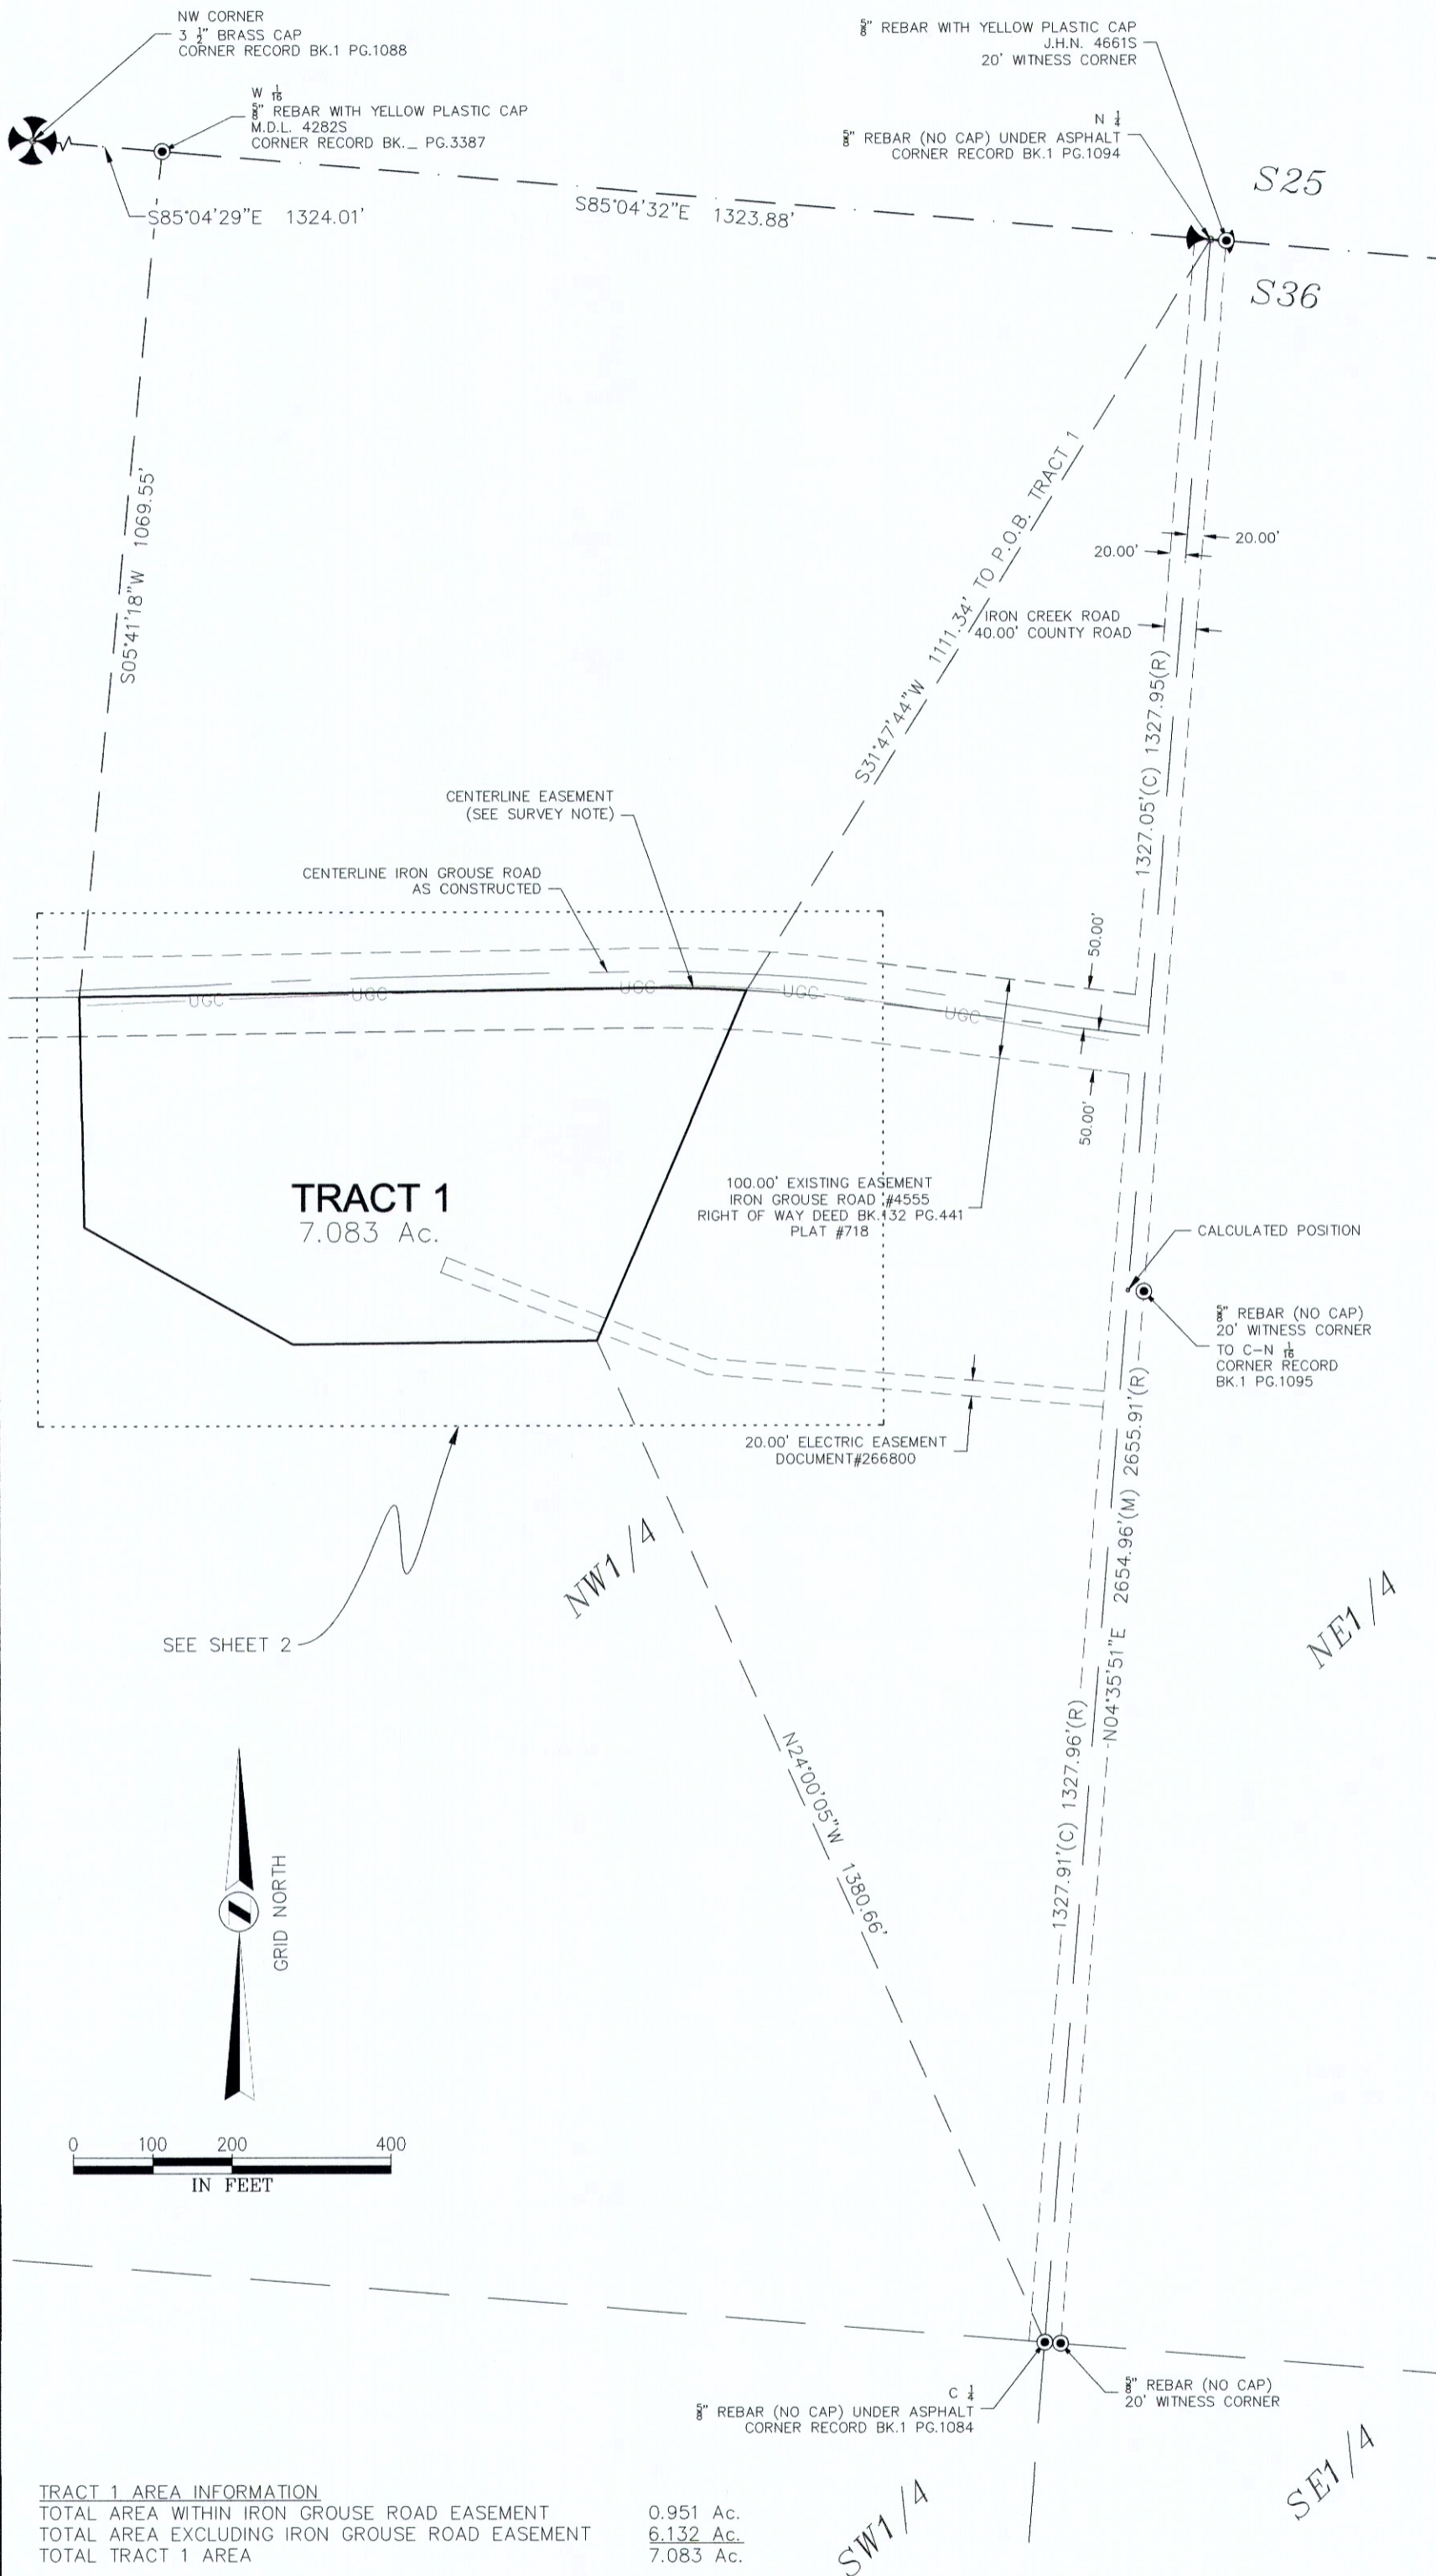 NW CORNER
3 ½" BRASS CAP
CORNER RECORD BK.1 PG.1088
W 1/16
⅝" REBAR WITH YELLOW PLASTIC CAP
M.D.L. 4282S
CORNER RECORD BK._ PG.3387
⅝" REBAR WITH YELLOW PLASTIC CAP
J.H.N. 4661S
20' WITNESS CORNER
N ¼
⅝" REBAR (NO CAP) UNDER ASPHALT
CORNER RECORD BK.1 PG.1094
S25
S36
S85°04'29"E 1324.01'
S85°04'32"E 1323.88'
S05°41'18"W 1069.55'
S31°47'44"W 1111.34' TO P.O.B. TRACT 1
20.00'
20.00'
IRON CREEK ROAD
40.00' COUNTY ROAD
1327.05'(C) 1327.95(R)
CENTERLINE EASEMENT
(SEE SURVEY NOTE)
CENTERLINE IRON GROUSE ROAD
AS CONSTRUCTED
50.00'
UGC
UGC
UGC
UGC
UGC
50.00'
TRACT 1
7.083 Ac.
100.00' EXISTING EASEMENT
IRON GROUSE ROAD #4555
RIGHT OF WAY DEED BK.132 PG.441
PLAT #718
CALCULATED POSITION
⅝" REBAR (NO CAP)
20' WITNESS CORNER
TO C-N 1/16
CORNER RECORD
BK.1 PG.1095
20.00' ELECTRIC EASEMENT
DOCUMENT#266800
N04°35'51"E 2654.96'(M) 2655.91'(R)
NW1/4
NE1/4
SEE SHEET 2
1327.91'(C) 1327.96'(R)
N24°00'05"W 1380.66'
GRID NORTH
0 100 200 400
IN FEET
C ¼
⅝" REBAR (NO CAP) UNDER ASPHALT
CORNER RECORD BK.1 PG.1084
⅝" REBAR (NO CAP)
20' WITNESS CORNER
SW1/4
SE1/4
TRACT 1 AREA INFORMATION
TOTAL AREA WITHIN IRON GROUSE ROAD EASEMENT 0.951 Ac.
TOTAL AREA EXCLUDING IRON GROUSE ROAD EASEMENT 6.132 Ac.
TOTAL TRACT 1 AREA 7.083 Ac.